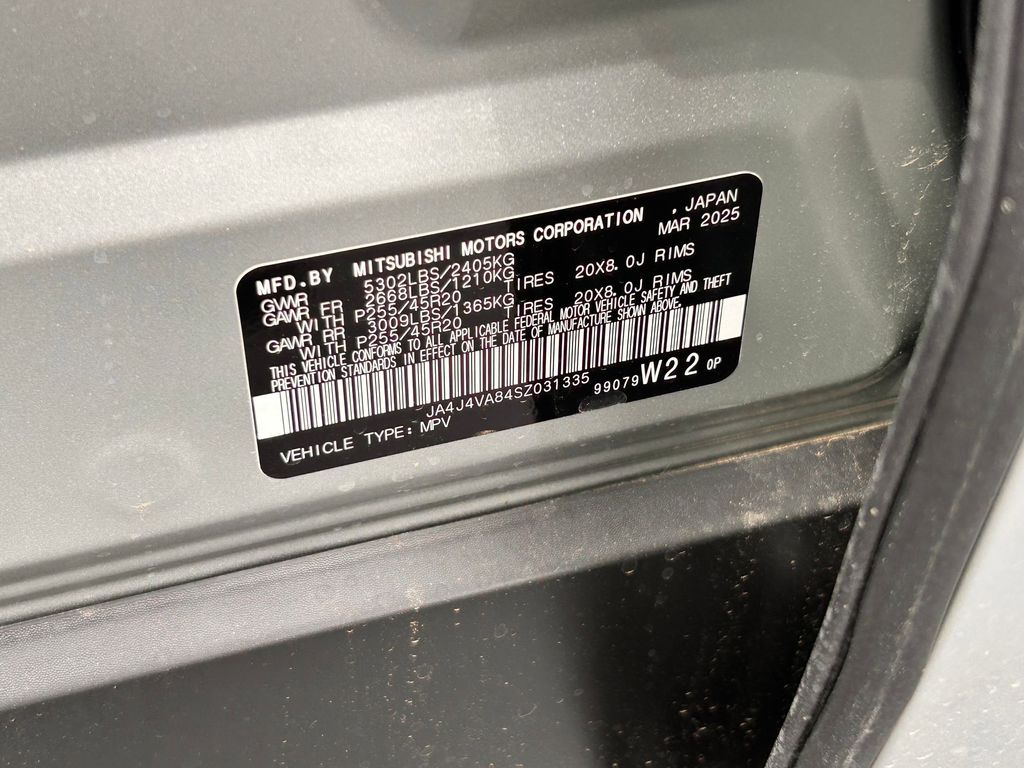 MFD.BY MITSUBISHI MOTORS CORPORATION , JAPAN
MAR 2025
GVWR 5302LBS/2405KG
GAWR FR 2668LBS/1210KG
WITH P255/45R20 TIRES 20X8.0J RIMS
GAWR RR 3009LBS/1365KG
WITH P255/45R20 TIRES 20X8.0J RIMS
THIS VEHICLE CONFORMS TO ALL APPLICABLE FEDERAL MOTOR VEHICLE SAFETY AND THEFT
PREVENTION STANDARDS IN EFFECT ON THE DATE OF MANUFACTURE SHOWN ABOVE.
JA4J4VA84SZ031335
99079 W22 0P
VEHICLE TYPE: MPV